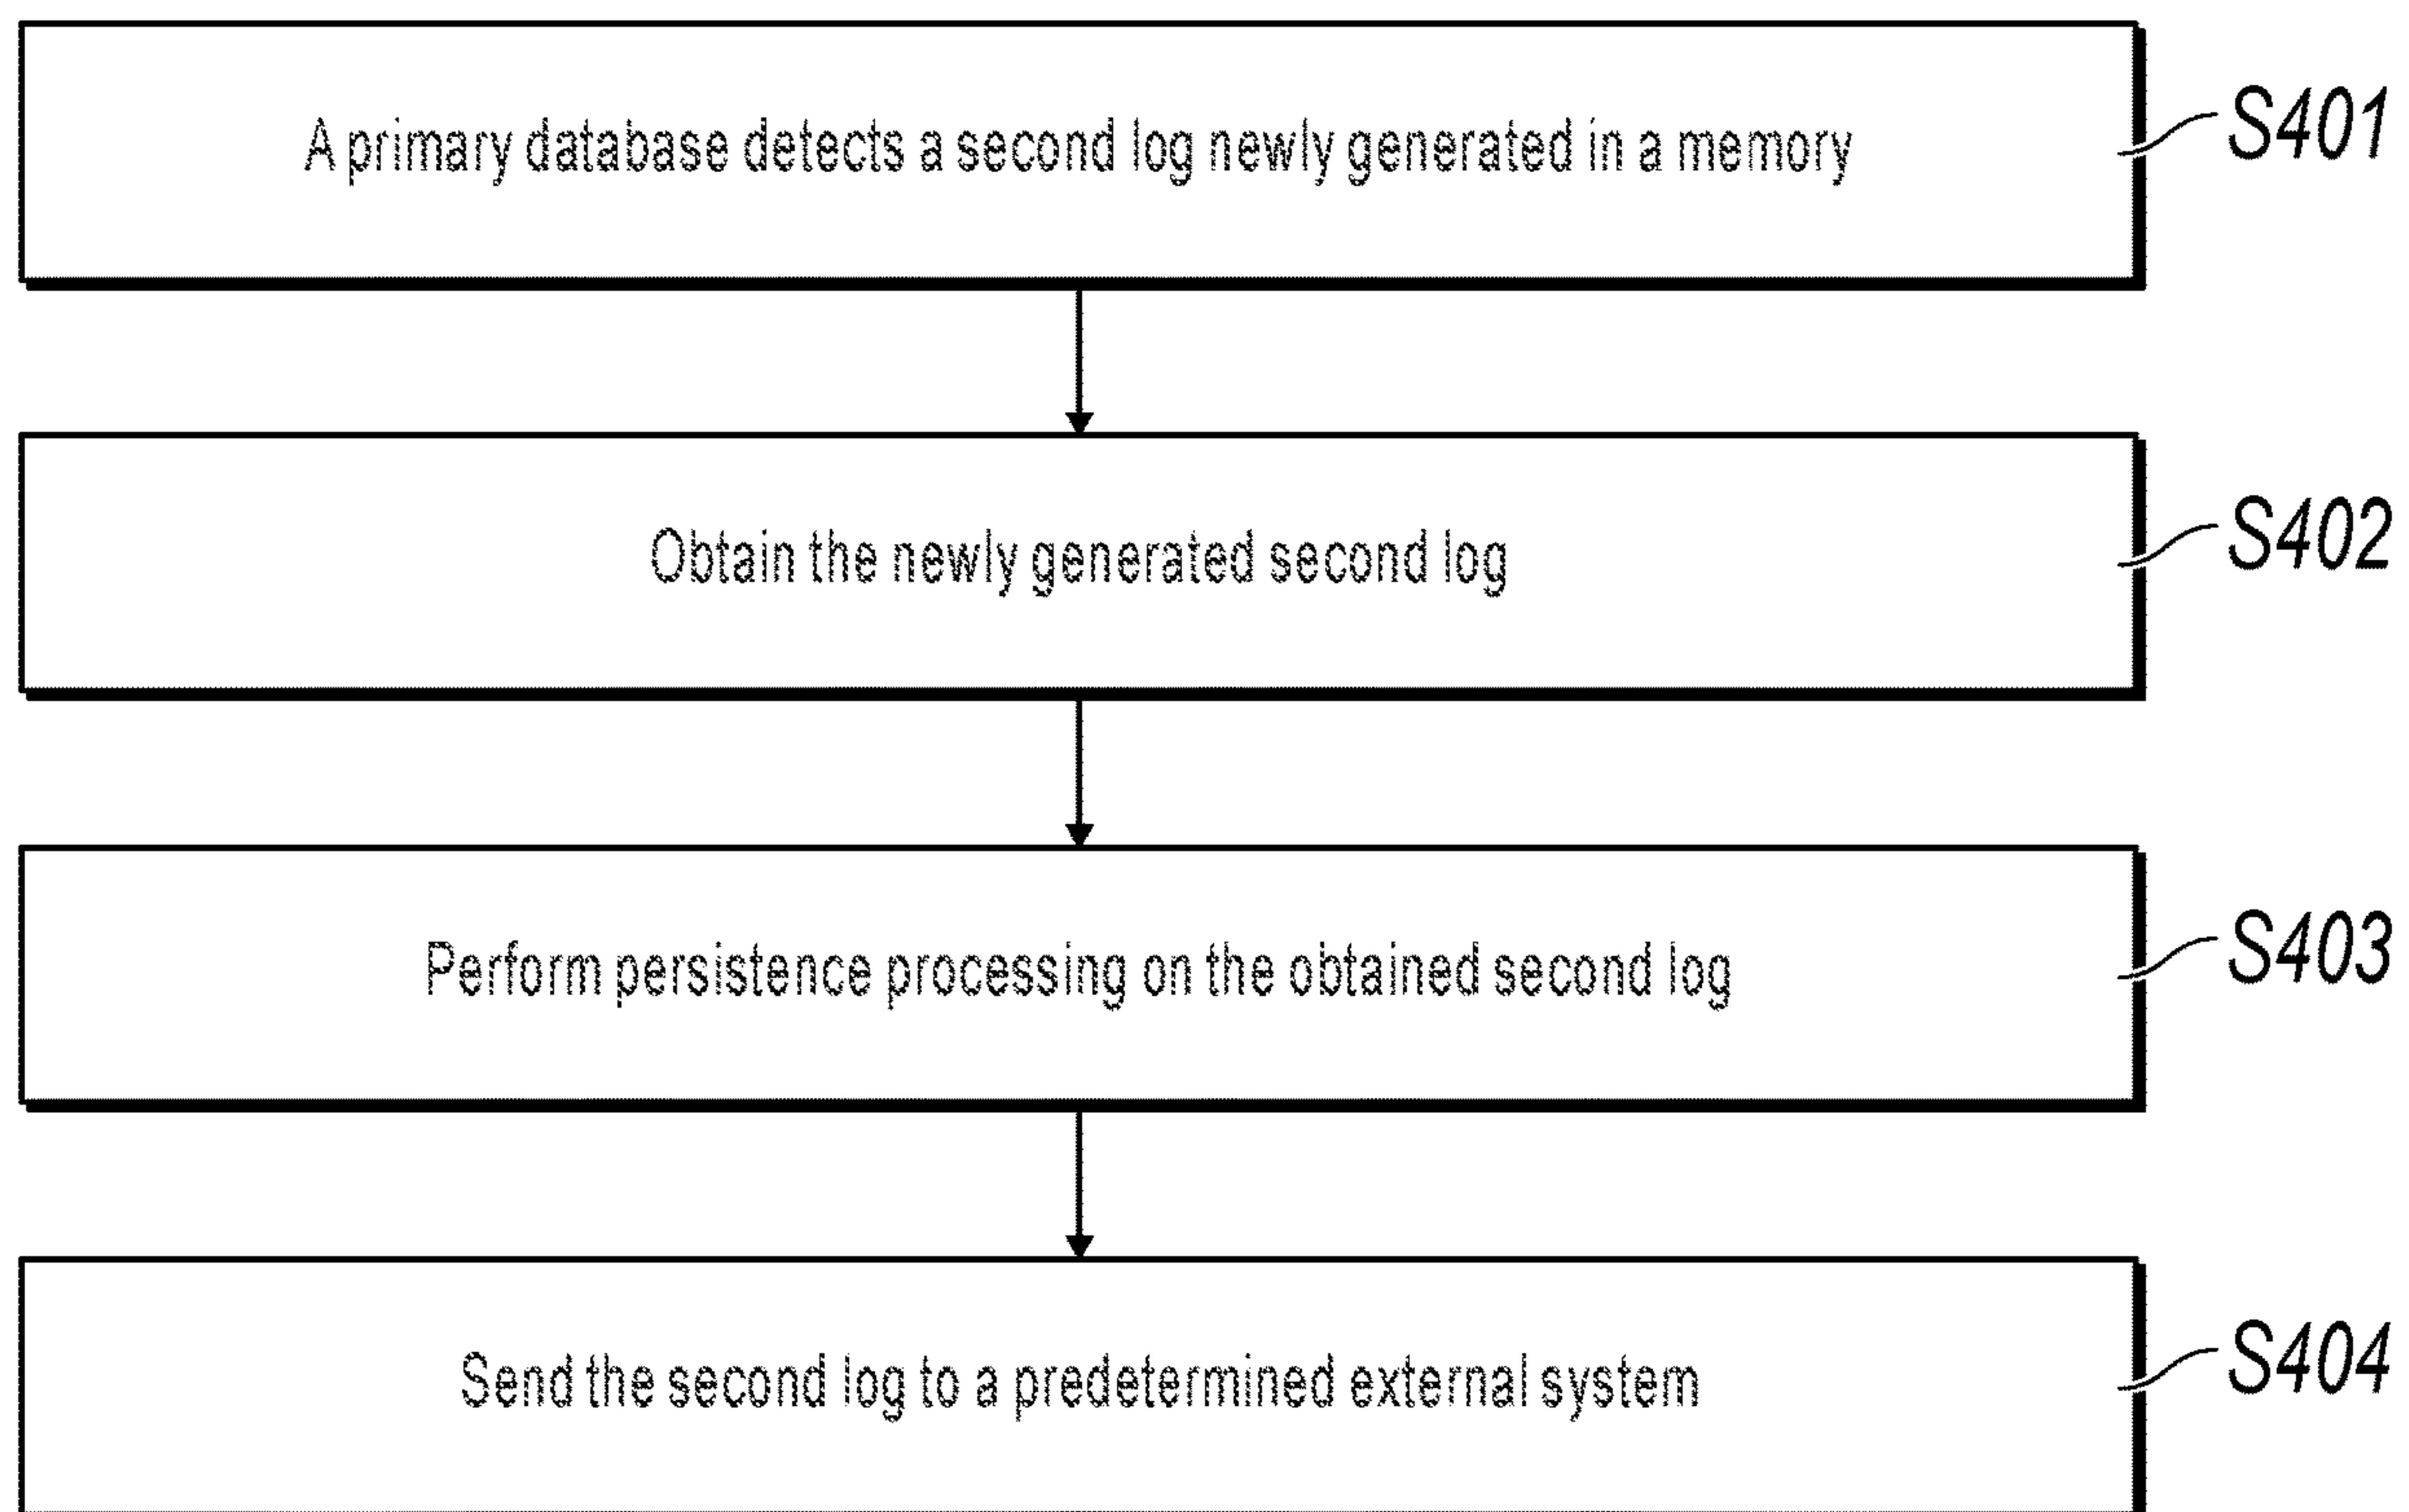 A primary database detects a second log newly generated in a memory
S401
Obtain the newly generated second log
S402
Perform persistence processing on the obtained second log
S403
Send the second log to a predetermined external system
S404